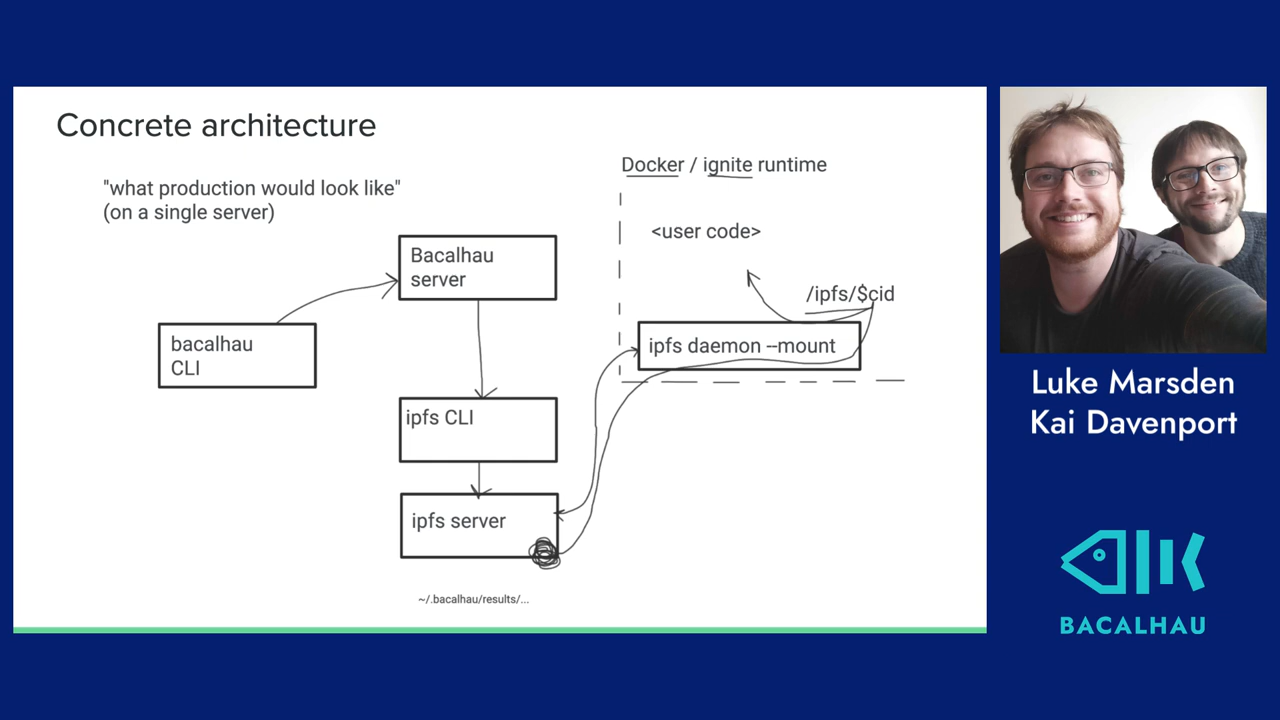 Concrete architecture
"what production would look like"
(on a single server)
Docker / ignite runtime
<user code>
Bacalhau
server
/ipfs/$cid
bacalhau
CLI
ipfs daemon --mount
ipfs CLI
ipfs server
~/.bacalhau/results/...
Luke Marsden
Kai Davenport
BACALHAU